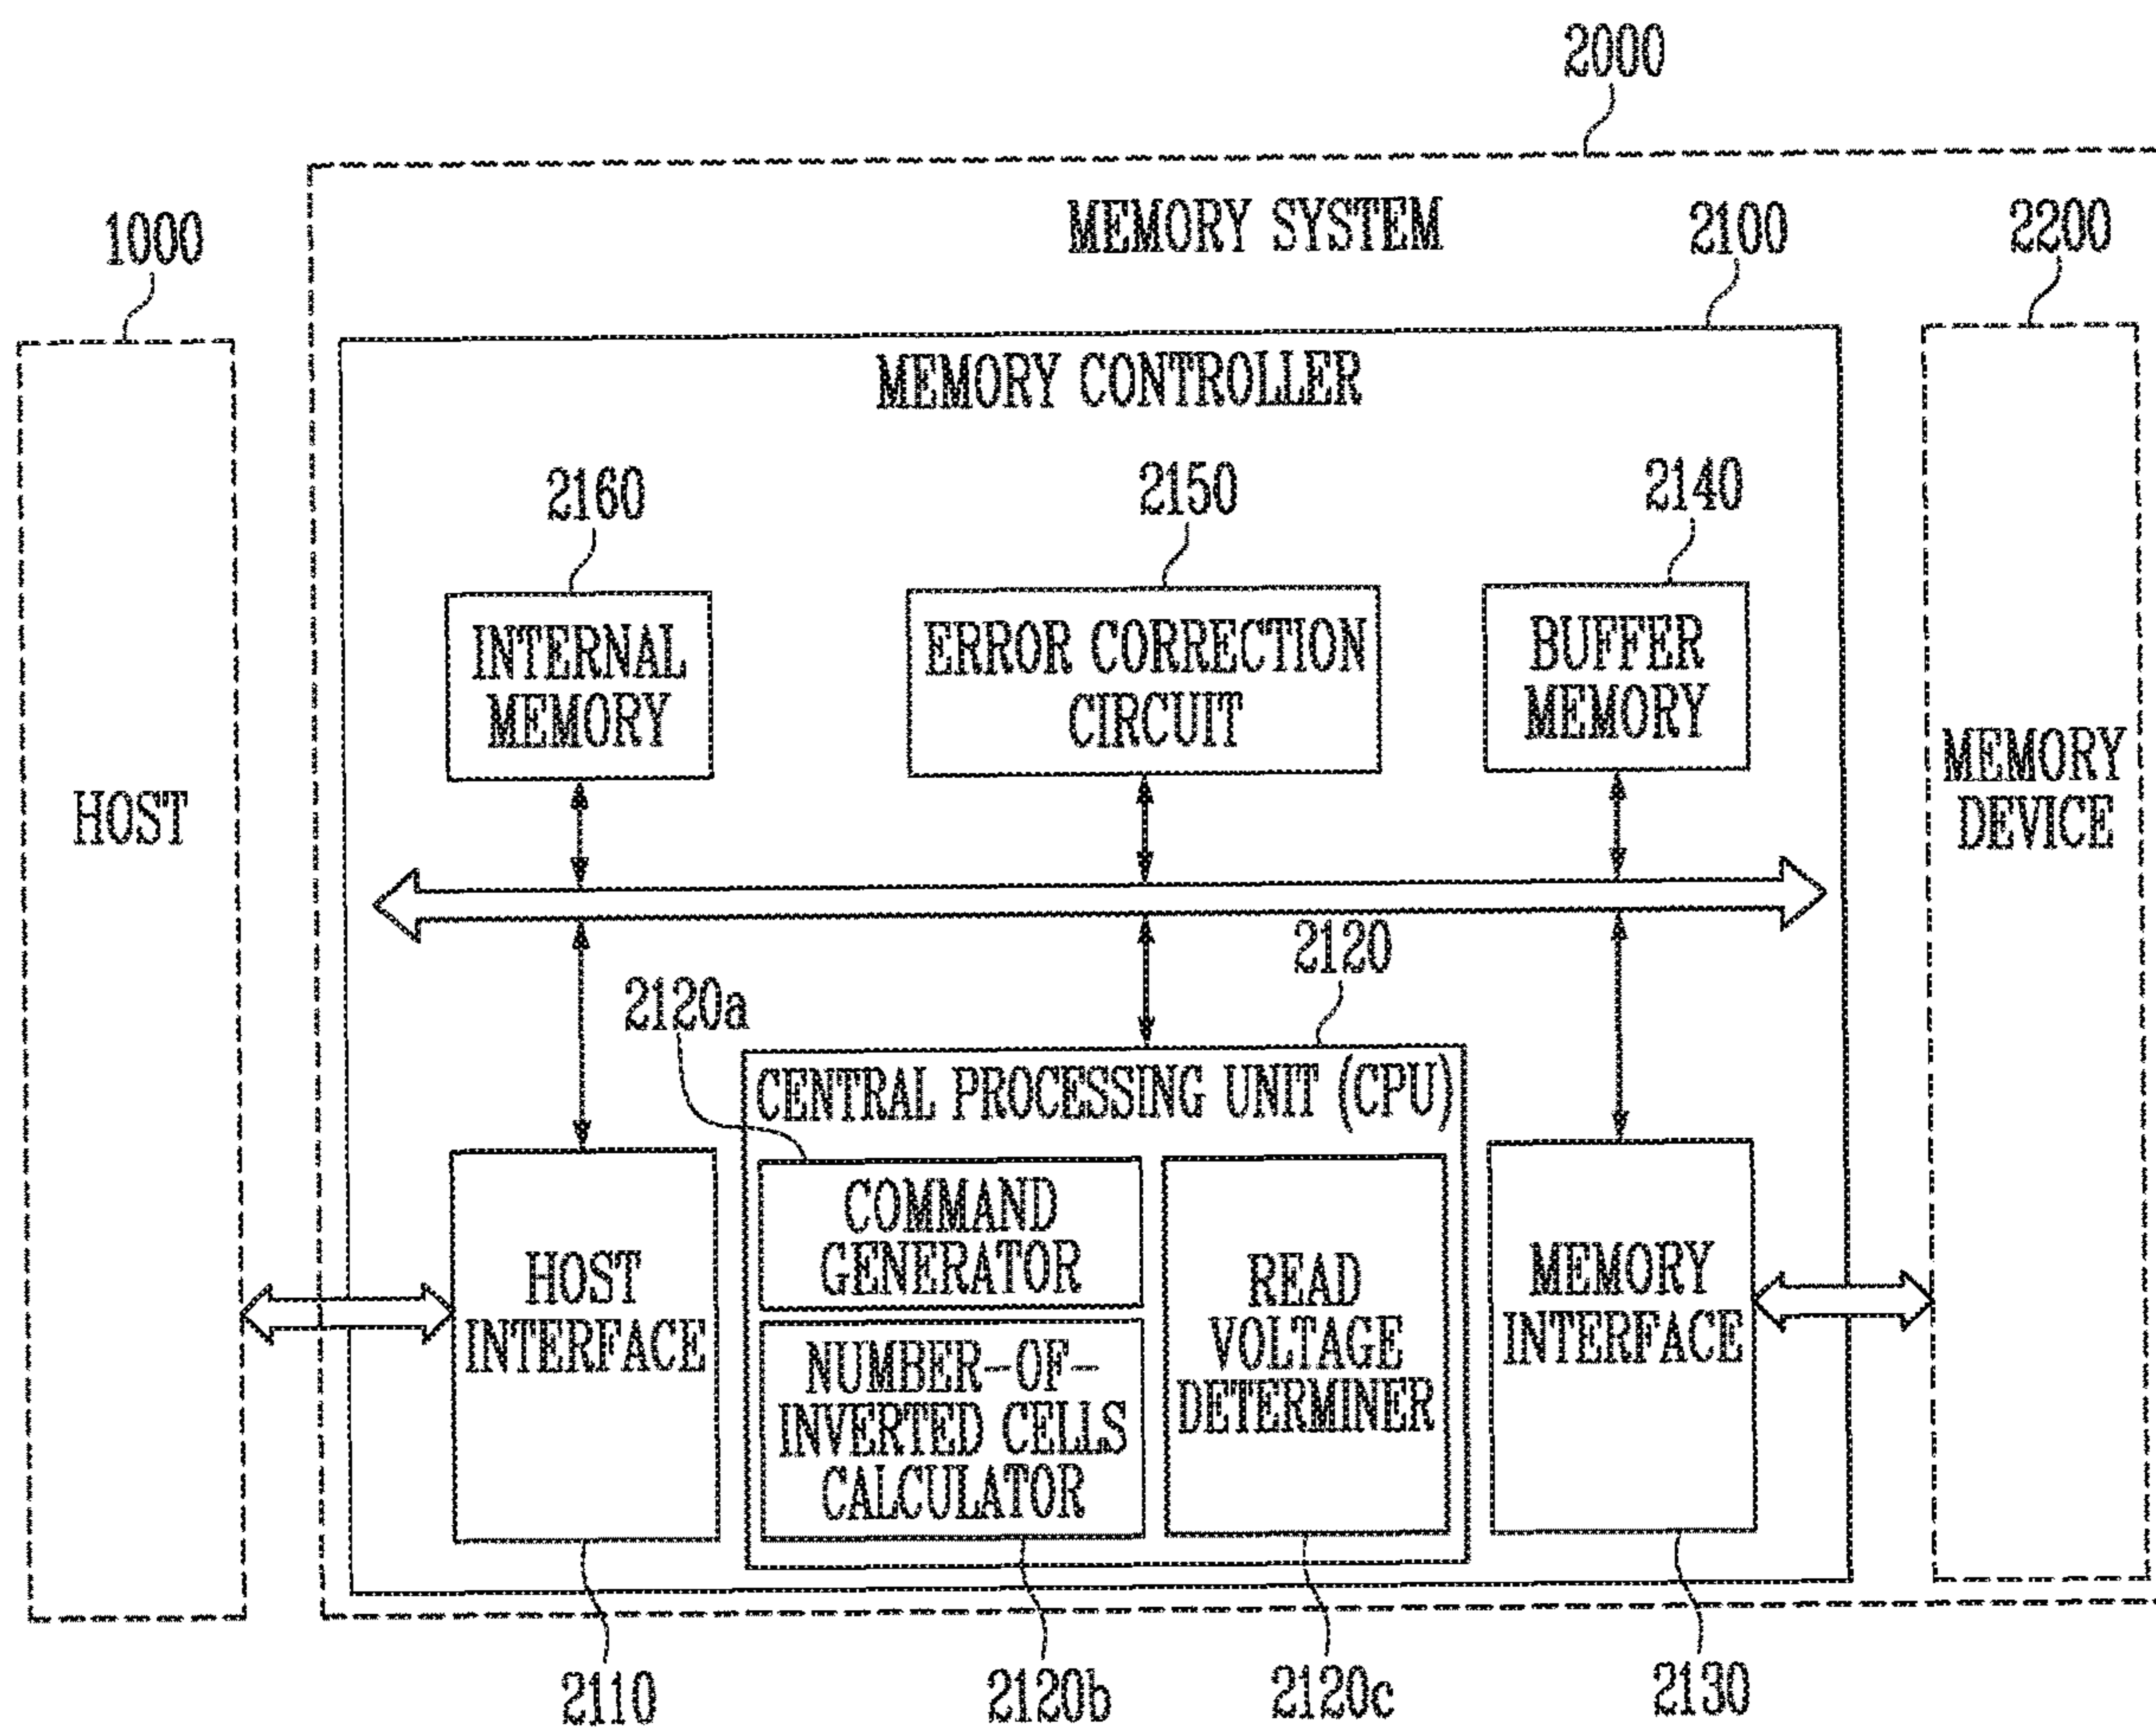 2000
MEMORY SYSTEM
1000
2100
2200
MEMORY CONTROLLER
2160
2150
2140
INTERNAL
MEMORY
ERROR CORRECTION
CIRCUIT
BUFFER
MEMORY
HOST
MEMORY
DEVICE
2120
2120a
CENTRAL PROCESSING UNIT (CPU)
COMMAND
GENERATOR
HOST
INTERFACE
NUMBER-OF-
INVERTED CELLS
CALCULATOR
READ
VOLTAGE
DETERMINER
MEMORY
INTERFACE
2110
2120b
2120c
2130